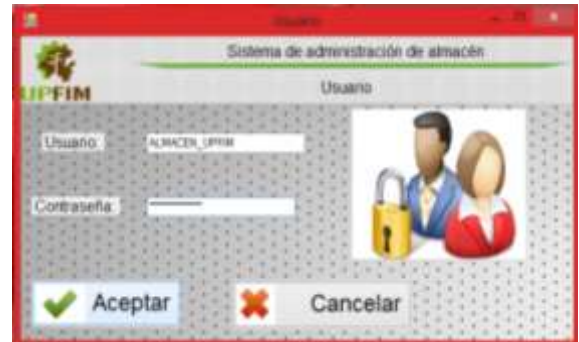 Usuario
Sistema de administración de almacén
UPFIM
Usuario
Usuario:
ALMACEN_UPFIM
Contraseña:
Aceptar
Cancelar